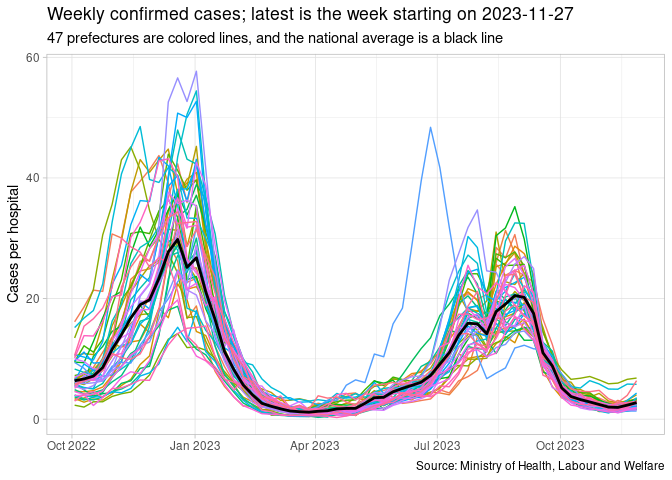 Weekly confirmed cases; latest is the week starting on 2023-11-27
47 prefectures are colored lines, and the national average is a black line
Cases per hospital
60
40
20
0
Oct 2022 Jan 2023 Apr 2023 Jul 2023 Oct 2023
Source: Ministry of Health, Labour and Welfare